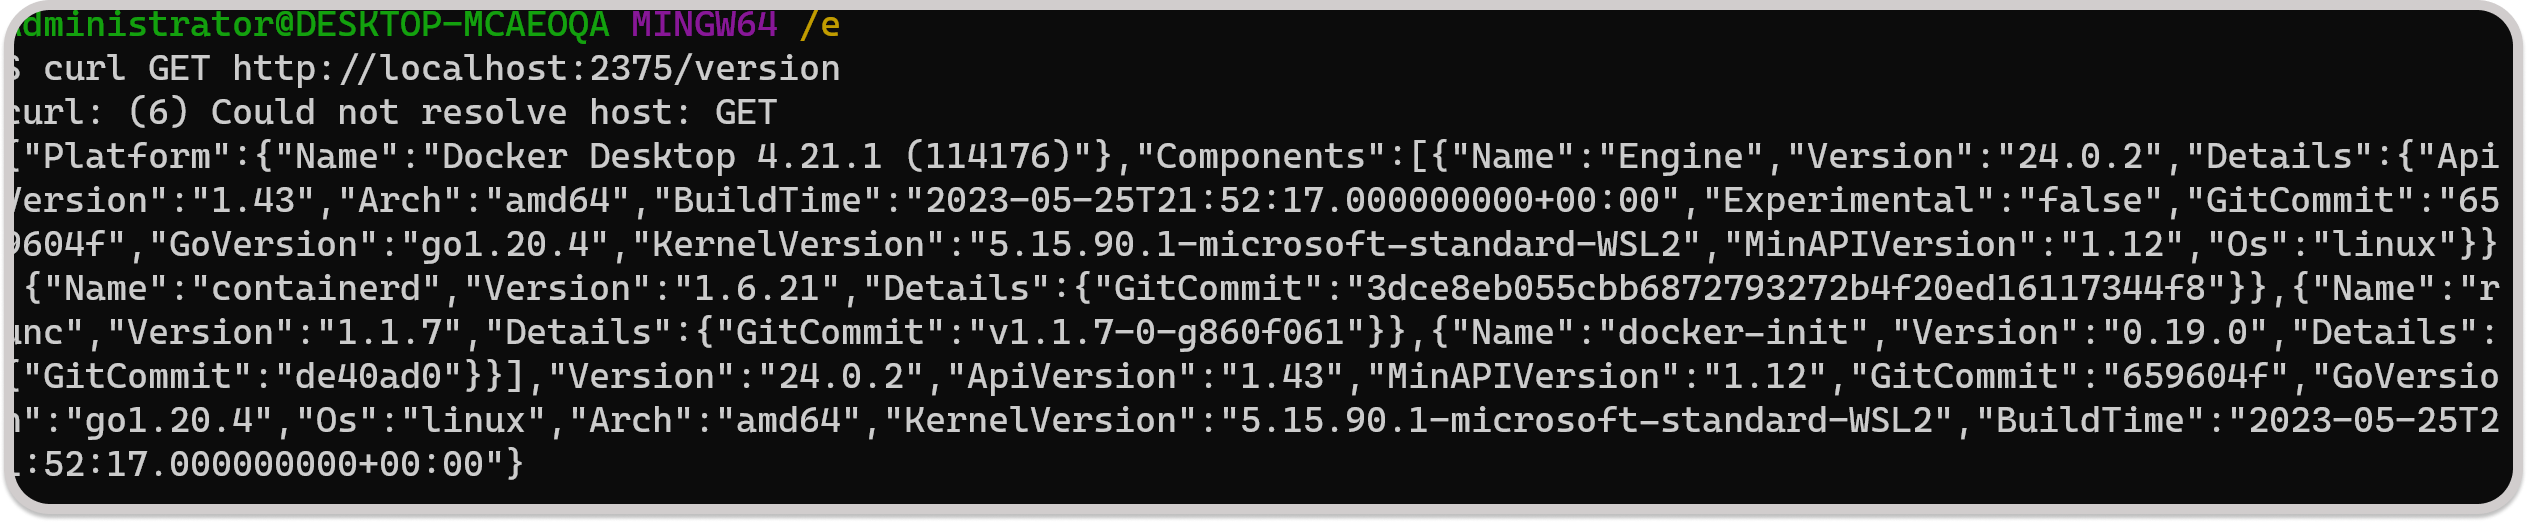 administrator@DESKTOP-MCAEOQA MINGW64 /e
$ curl GET http://localhost:2375/version
curl: (6) Could not resolve host: GET
{"Platform":{"Name":"Docker Desktop 4.21.1 (114176)"},"Components":[{"Name":"Engine","Version":"24.0.2","Details":{"Api
Version":"1.43","Arch":"amd64","BuildTime":"2023-05-25T21:52:17.000000000+00:00","Experimental":"false","GitCommit":"65
9604f","GoVersion":"go1.20.4","KernelVersion":"5.15.90.1-microsoft-standard-WSL2","MinAPIVersion":"1.12","Os":"linux"}}
,{"Name":"containerd","Version":"1.6.21","Details":{"GitCommit":"3dce8eb055cbb6872793272b4f20ed16117344f8"}},{"Name":"r
unc","Version":"1.1.7","Details":{"GitCommit":"v1.1.7-0-g860f061"}},{"Name":"docker-init","Version":"0.19.0","Details":
{"GitCommit":"de40ad0"}}],"Version":"24.0.2","ApiVersion":"1.43","MinAPIVersion":"1.12","GitCommit":"659604f","GoVersio
n":"go1.20.4","Os":"linux","Arch":"amd64","KernelVersion":"5.15.90.1-microsoft-standard-WSL2","BuildTime":"2023-05-25T2
1:52:17.000000000+00:00"}